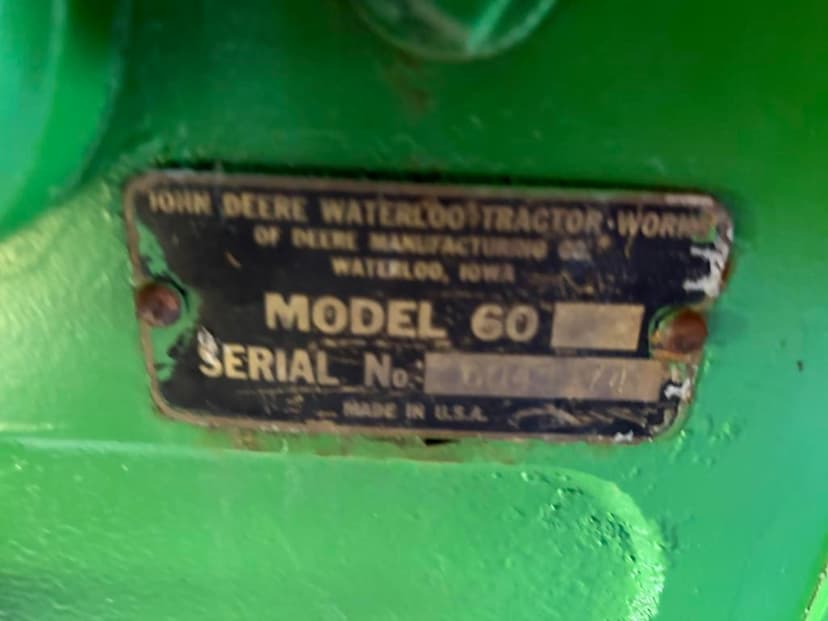 JOHN DEERE WATERLOO TRACTOR WORKS
OF DEERE MANUFACTURING CO.
WATERLOO, IOWA
MODEL 60
SERIAL No.
MADE IN U.S.A.